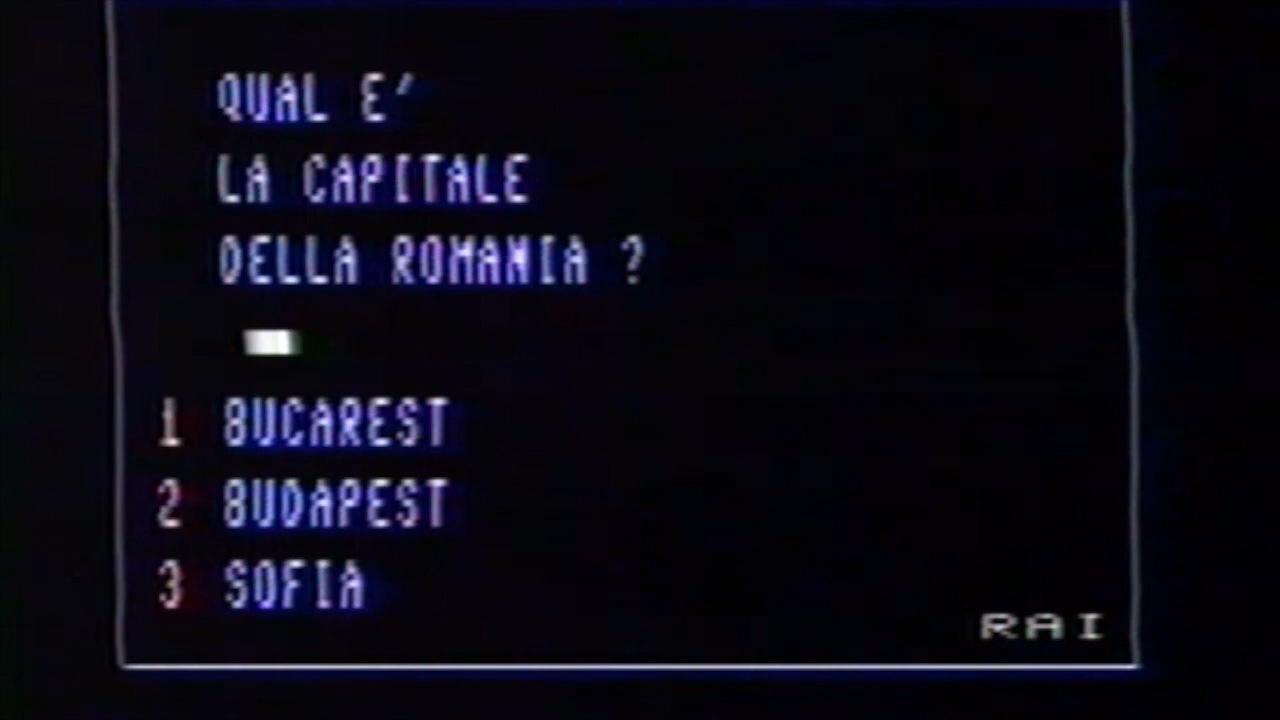 QUAL E'
LA CAPITALE
DELLA ROMANIA ?
1 BUCAREST
2 BUDAPEST
3 SOFIA
RAI